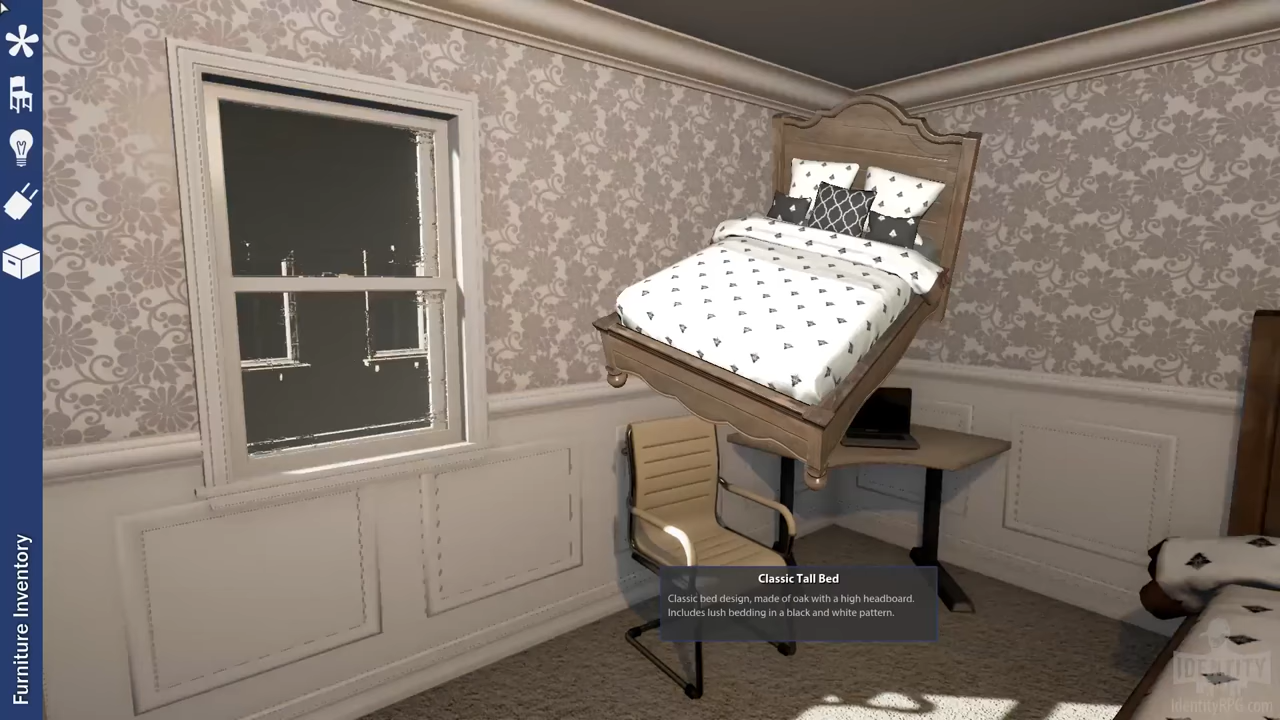 Furniture Inventory
Classic Tall Bed
Classic bed design, made of oak with a high headboard.
Includes lush bedding in a black and white pattern.
IDENTITY
IdentityRPG.com